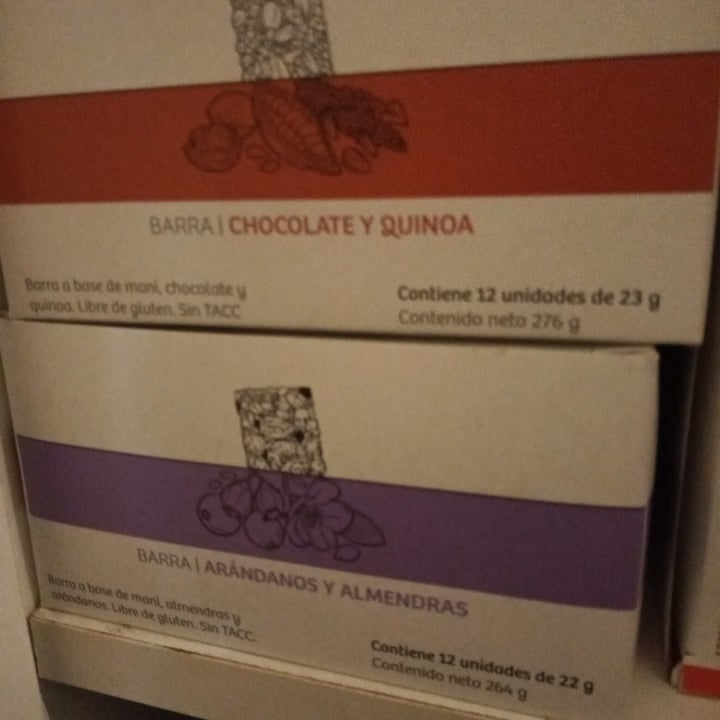 BARRA | CHOCOLATE Y QUINOA
Barra a base de maní, chocolate y
quinoa. Libre de gluten. Sin TACC
Contiene 12 unidades de 23 g
Contenido neto 276 g
BARRA | ARÁNDANOS Y ALMENDRAS
Barra a base de maní, almendras y
arándanos. Libre de gluten. Sin TACC.
Contiene 12 unidades de 22 g
Contenido neto 264 g